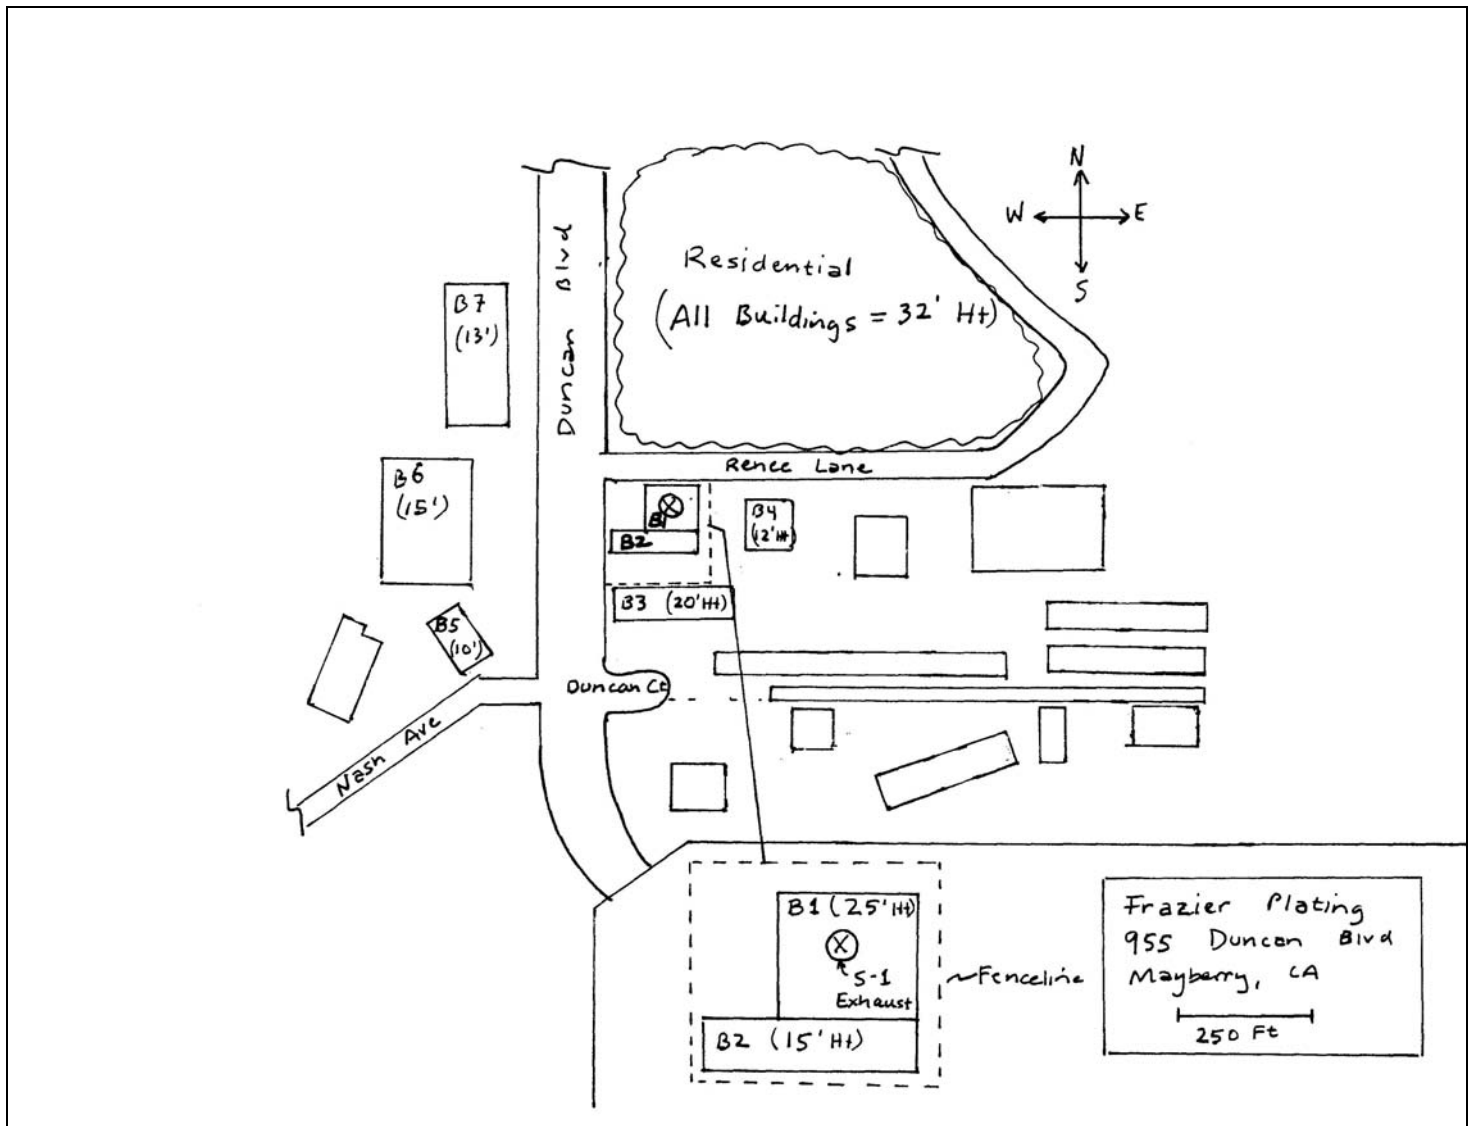 N
W E
S
Duncan Blvd
Residential
(All Buildings = 32' Ht)
B7
(13')
Renee Lane
B6
(15')
B1
B2
B4
(12'Ht)
B3 (20'Ht)
B5
(10')
Duncan Ct
Nash Ave
B1 (25'Ht)
S-1
Exhaust
B2 (15'Ht)
Fenceline
Frazier Plating
955 Duncan Blvd
Mayberry, CA
250 Ft